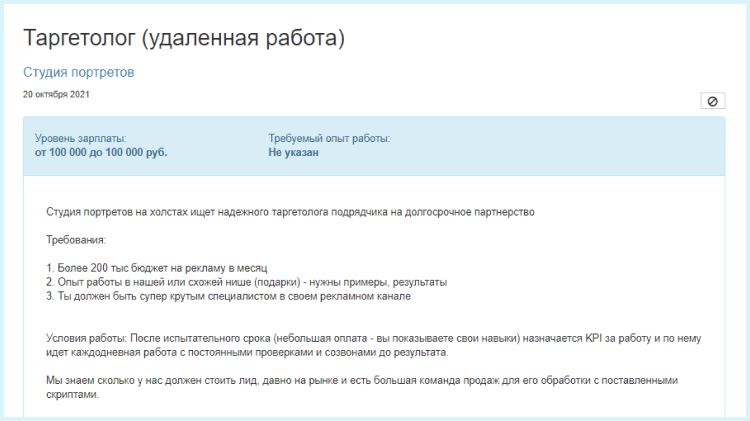 Таргетолог (удаленная работа)
Студия портретов
20 октября 2021
Уровень зарплаты:
от 100 000 до 100 000 руб.
Требуемый опыт работы:
Не указан
Студия портретов на холстах ищет надежного таргетолога подрядчика на долгосрочное партнерство
Требования:
1. Более 200 тыс бюджет на рекламу в месяц
2. Опыт работы в нашей или схожей нише (подарки) - нужны примеры, результаты
3. Ты должен быть супер крутым специалистом в своем рекламном канале
Условия работы: После испытательного срока (небольшая оплата - вы показываете свои навыки) назначается KPI за работу и по нему
идет каждодневная работа с постоянными проверками и созвонами до результата.
Мы знаем сколько у нас должен стоить лид, давно на рынке и есть большая команда продаж для его обработки с поставленными
скриптами.